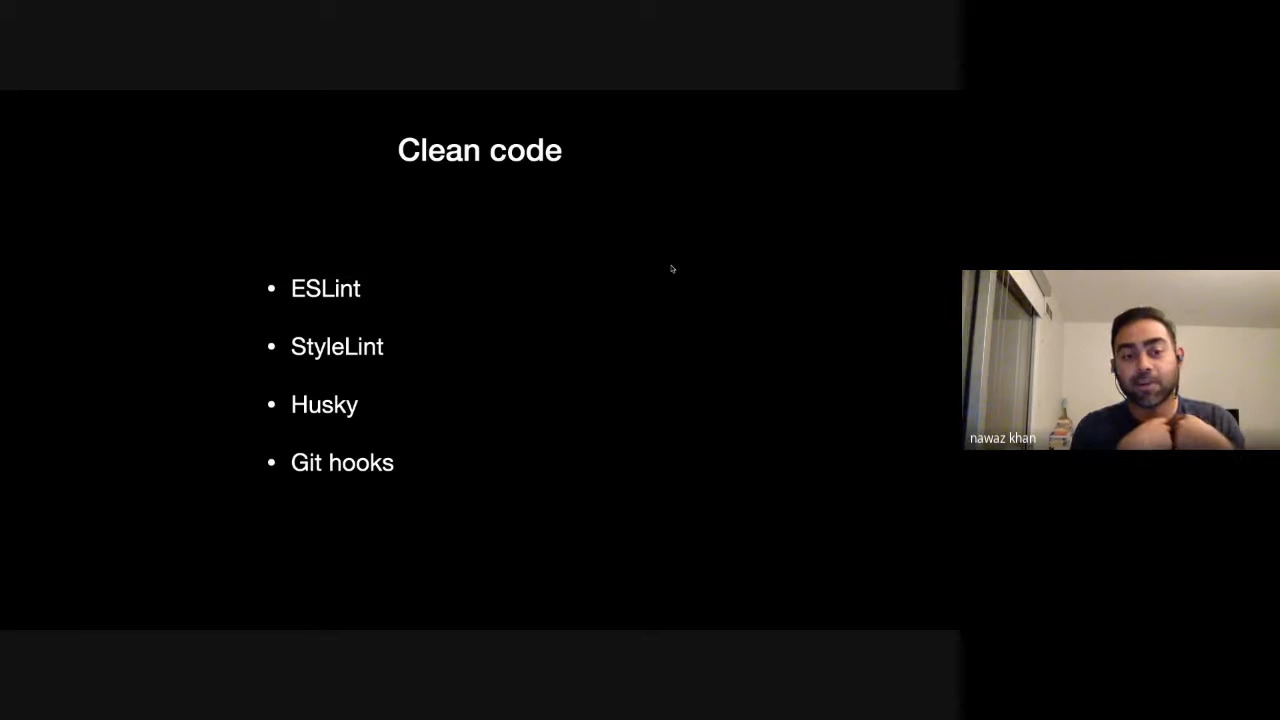 Clean code
• ESLint
• StyleLint
• Husky
• Git hooks
nawaz khan